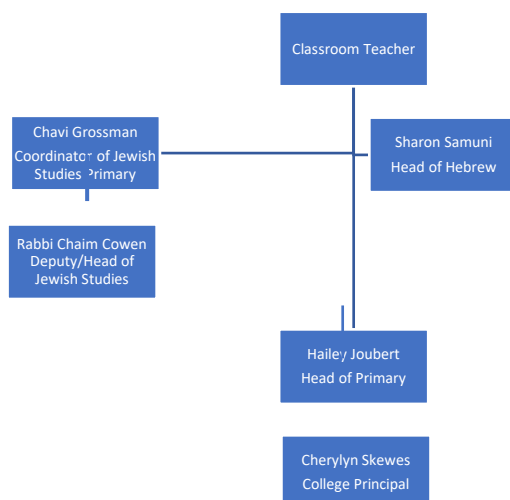 Classroom Teacher
Chavi Grossman
Coordinator of Jewish
Studies Primary
Sharon Samuni
Head of Hebrew
Rabbi Chaim Cowen
Deputy/Head of
Jewish Studies
Hailey Joubert
Head of Primary
Cherylyn Skewes
College Principal